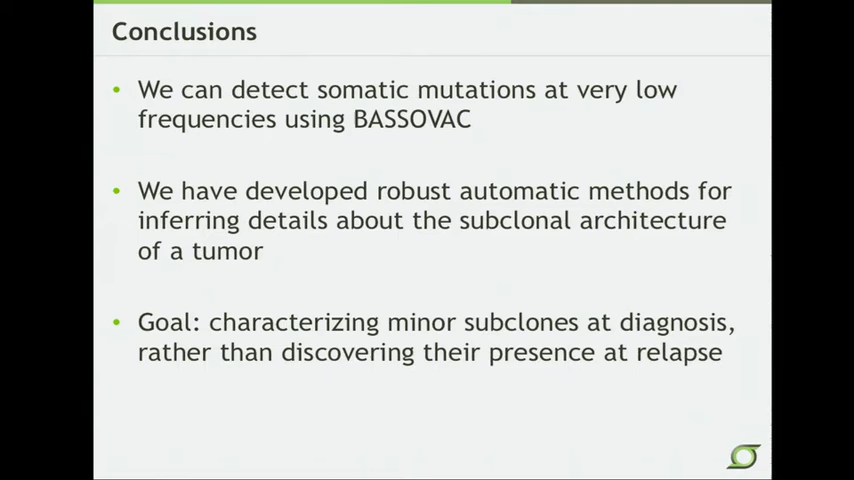 Conclusions
• We can detect somatic mutations at very low
frequencies using BASSOVAC
• We have developed robust automatic methods for
inferring details about the subclonal architecture
of a tumor
• Goal: characterizing minor subclones at diagnosis,
rather than discovering their presence at relapse